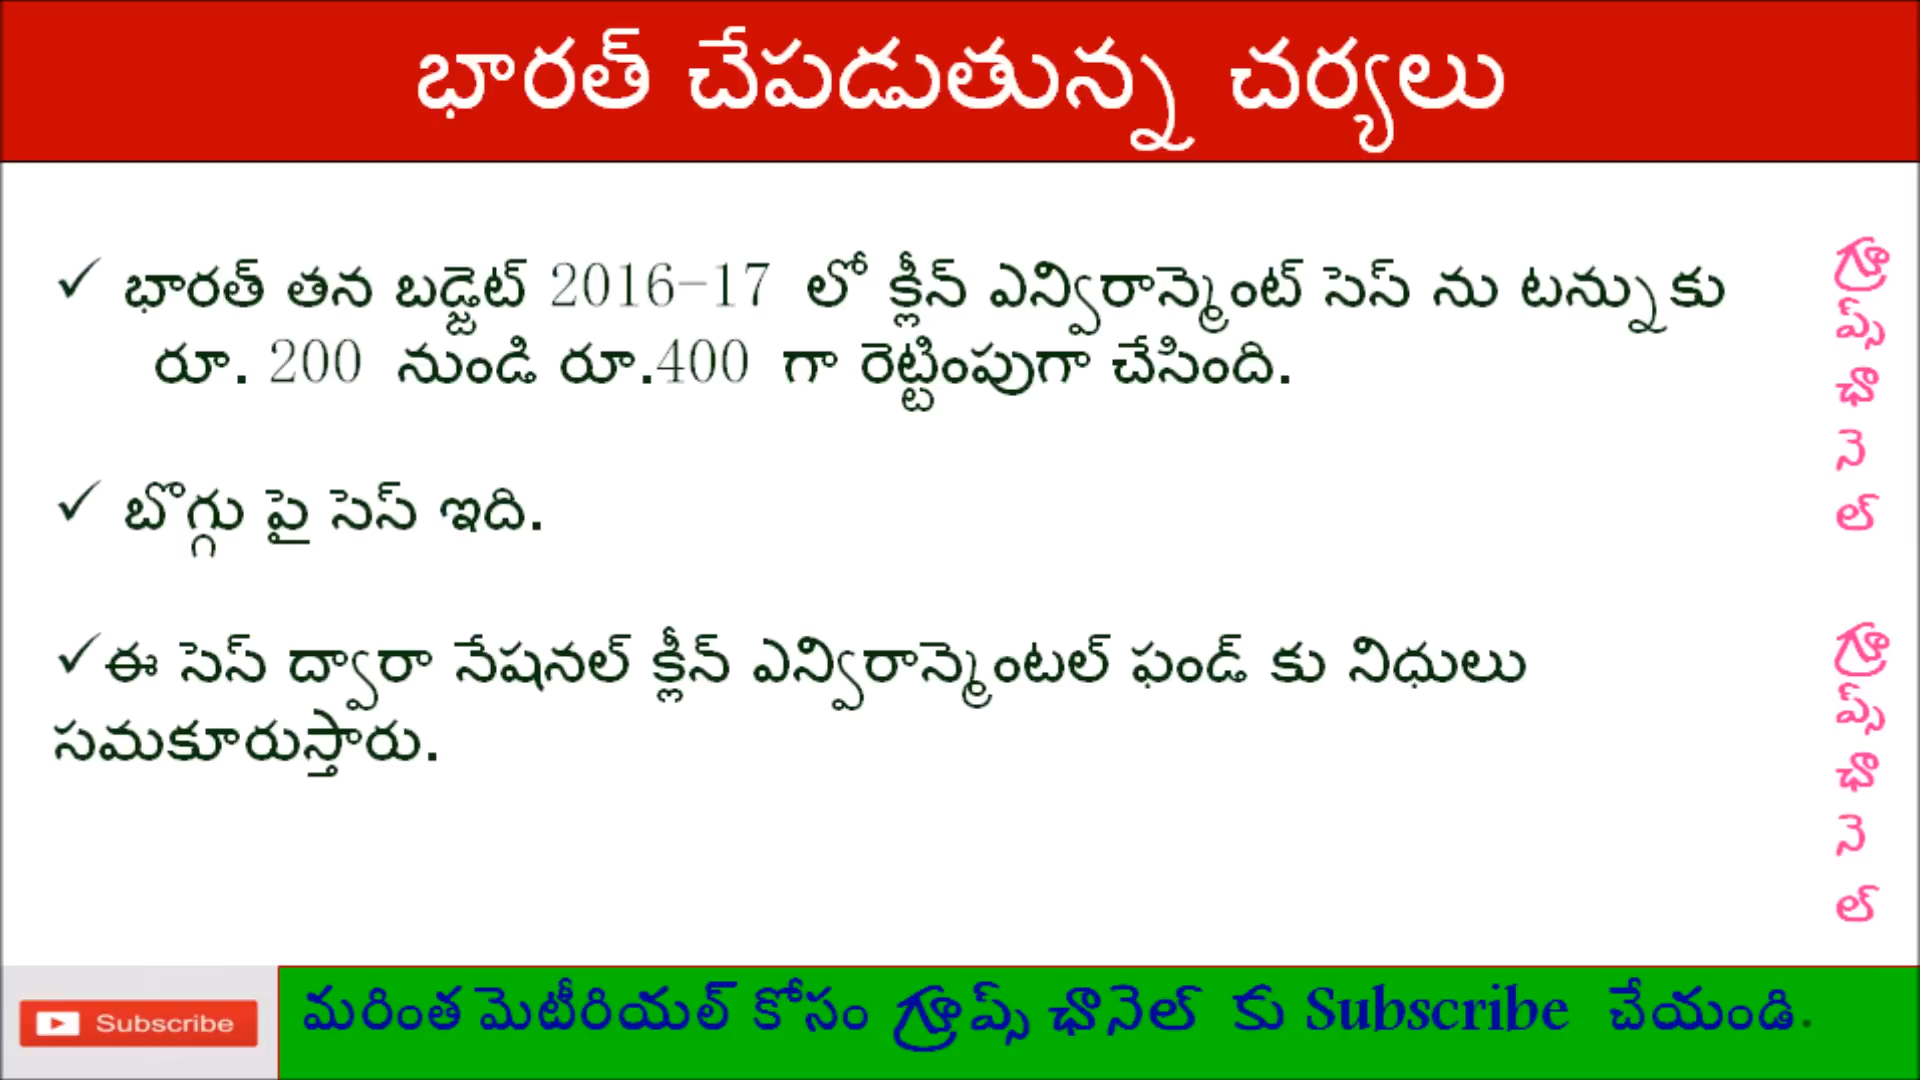 భారత్ చేపడుతున్న చర్యలు
✓ భారత్ తన బడ్జెట్ 2016-17 లో క్లీన్ ఎన్విరాన్మెంట్ సెస్ ను టన్నుకు
రూ. 200 నుండి రూ.400 గా రెట్టింపుగా చేసింది.
✓ బొగ్గు పై సెస్ ఇది.
✓ఈ సెస్ ద్వారా నేషనల్ క్లీన్ ఎన్విరాన్మెంటల్ ఫండ్ కు నిధులు
సమకూరుస్తారు.
గ్రూప్స్ ఛానెల్
గ్రూప్స్ ఛానెల్
Subscribe
మరింత మెటీరియల్ కోసం గ్రూప్స్ ఛానెల్ కు Subscribe చేయండి.